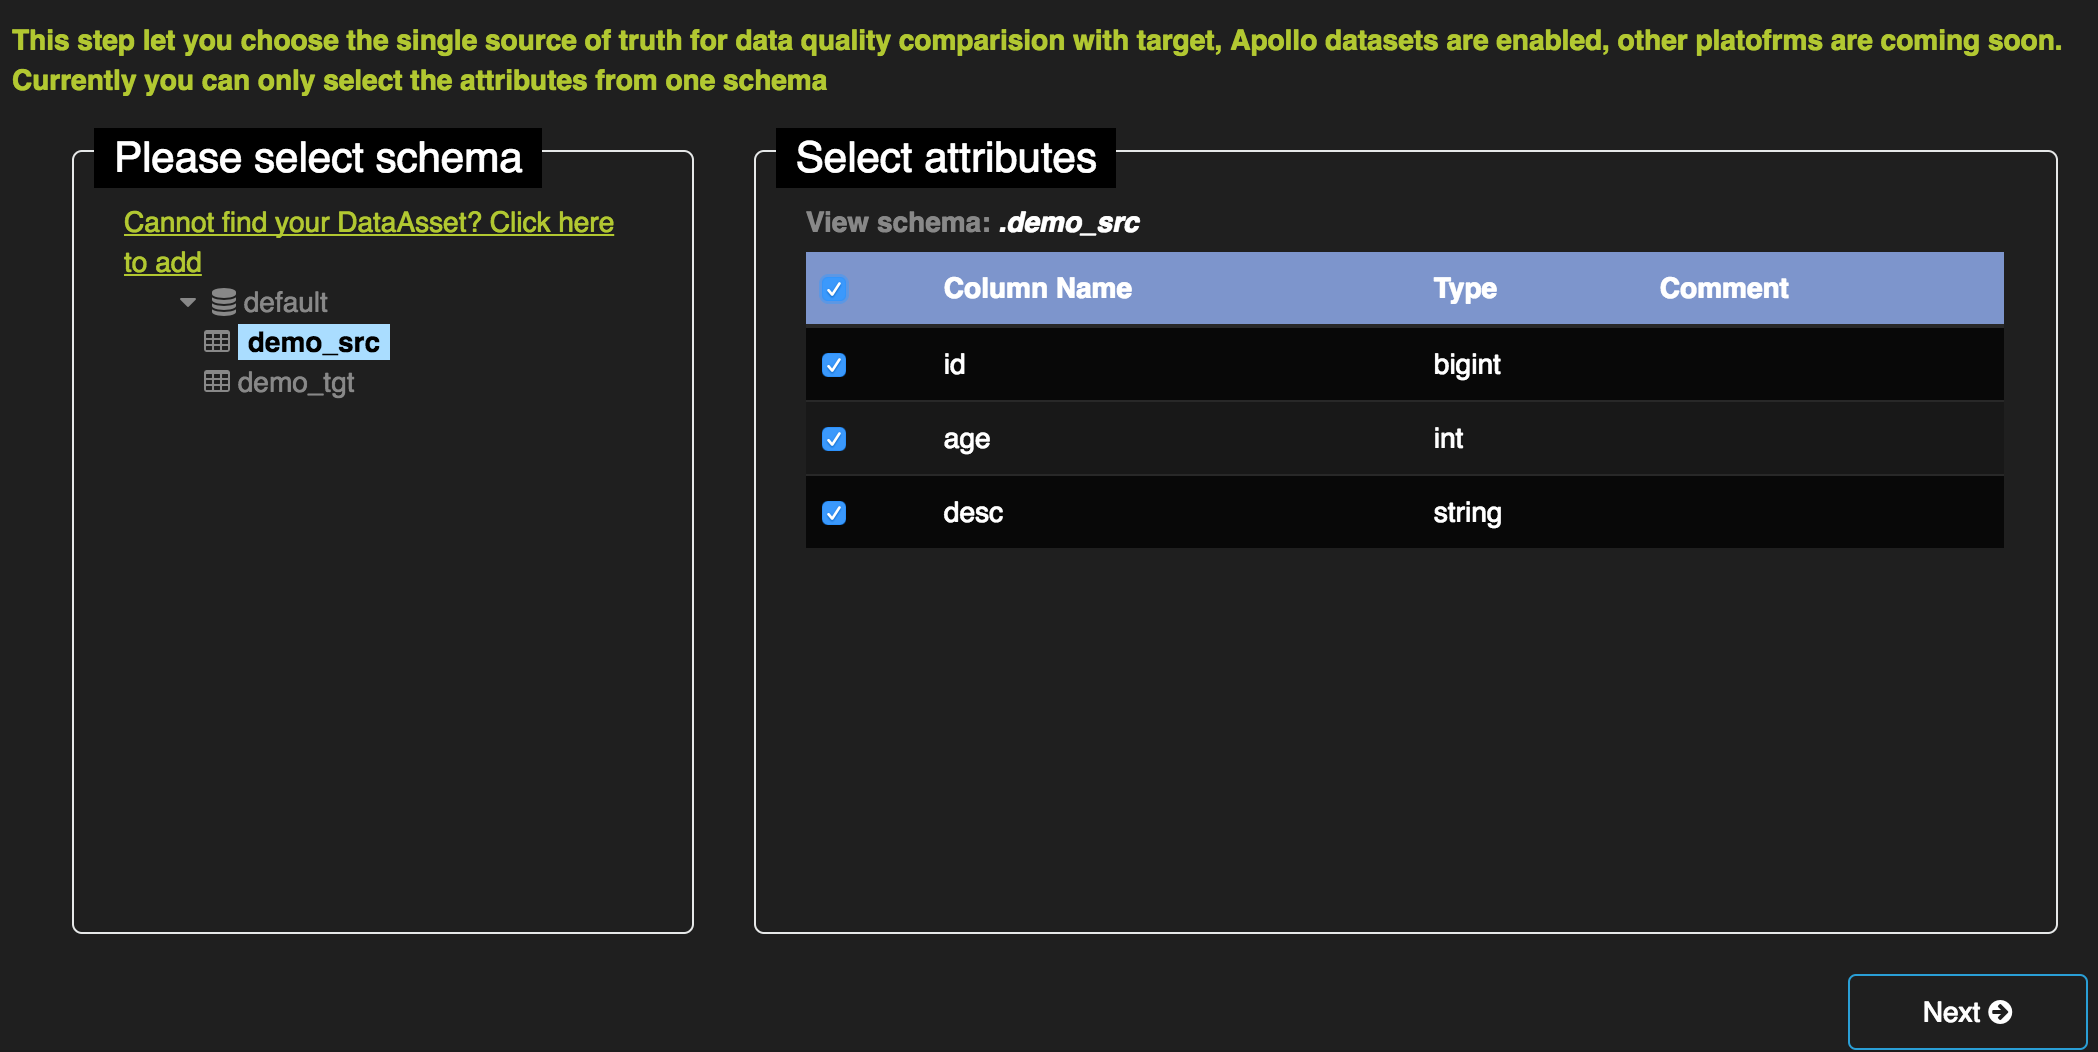 This step let you choose the single source of truth for data quality comparision with target, Apollo datasets are enabled, other platofrms are coming soon.
Currently you can only select the attributes from one schema
Please select schema
Cannot find your DataAsset? Click here
to add
default
demo_src
demo_tgt
Select attributes
View schema: .demo_src
Column Name Type Comment
id bigint
age int
desc string
Next